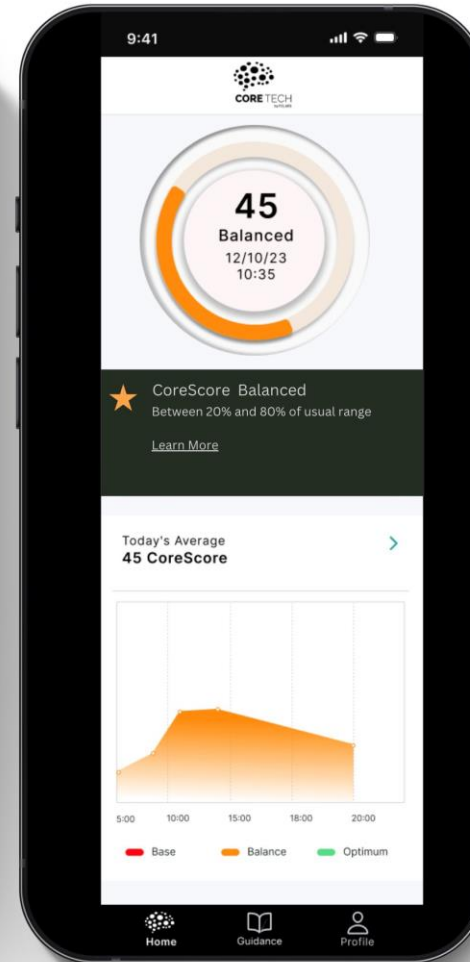 9:41
CORE TECH
45
Balanced
12/10/23
10:35
CoreScore Balanced
Between 20% and 80% of usual range
Learn More
Today's Average
45 CoreScore
5:00 10:00 15:00 18:00 20:00
Base Balance Optimum
Home Guidance Profile